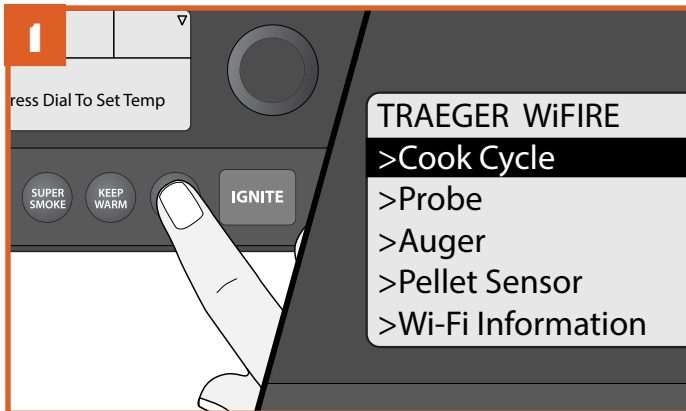 1
ress Dial To Set Temp
SUPER
SMOKE
KEEP
WARM
IGNITE
TRAEGER WiFIRE
>Cook Cycle
>Probe
>Auger
>Pellet Sensor
>Wi-Fi Information